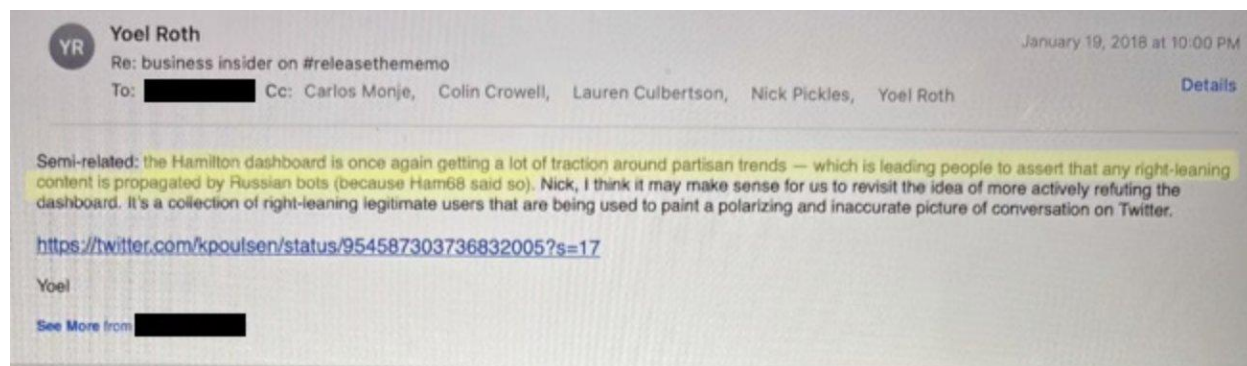 YR
Yoel Roth
January 19, 2018 at 10:00 PM
Re: business insider on #releasethememo
To: Cc: Carlos Monje, Colin Crowell, Lauren Culbertson, Nick Pickles, Yoel Roth
Details
Semi-related: the Hamilton dashboard is once again getting a lot of traction around partisan trends — which is leading people to assert that any right-leaning
content is propagated by Russian bots (because Ham68 said so). Nick, I think it may make sense for us to revisit the idea of more actively refuting the
dashboard. It's a collection of right-leaning legitimate users that are being used to paint a polarizing and inaccurate picture of conversation on Twitter.
https://twitter.com/kpoulsen/status/954587303736832005?s=17
Yoel
See More from